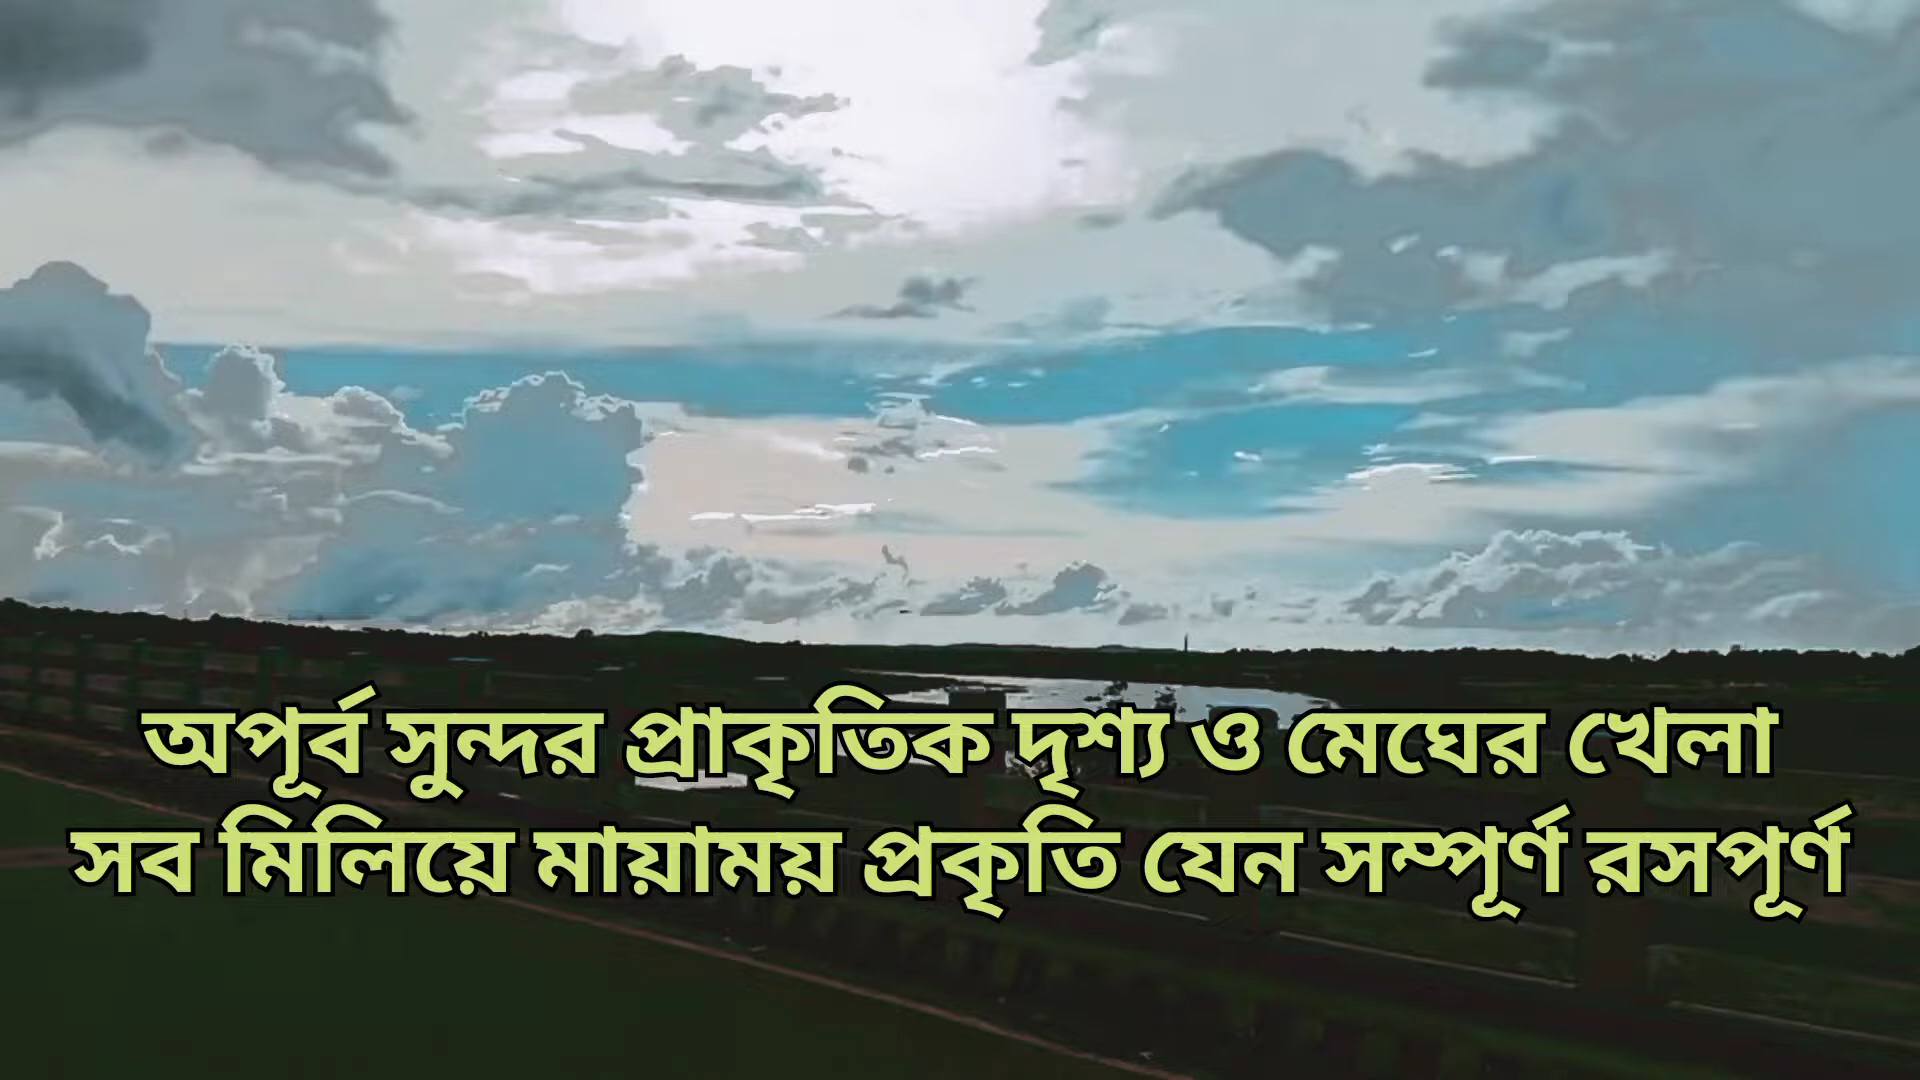 অপূর্ব সুন্দর প্রাকৃতিক দৃশ্য ও মেঘের খেলা
সব মিলিয়ে মায়াময় প্রকৃতি যেন সম্পূর্ণ রসপূর্ণ